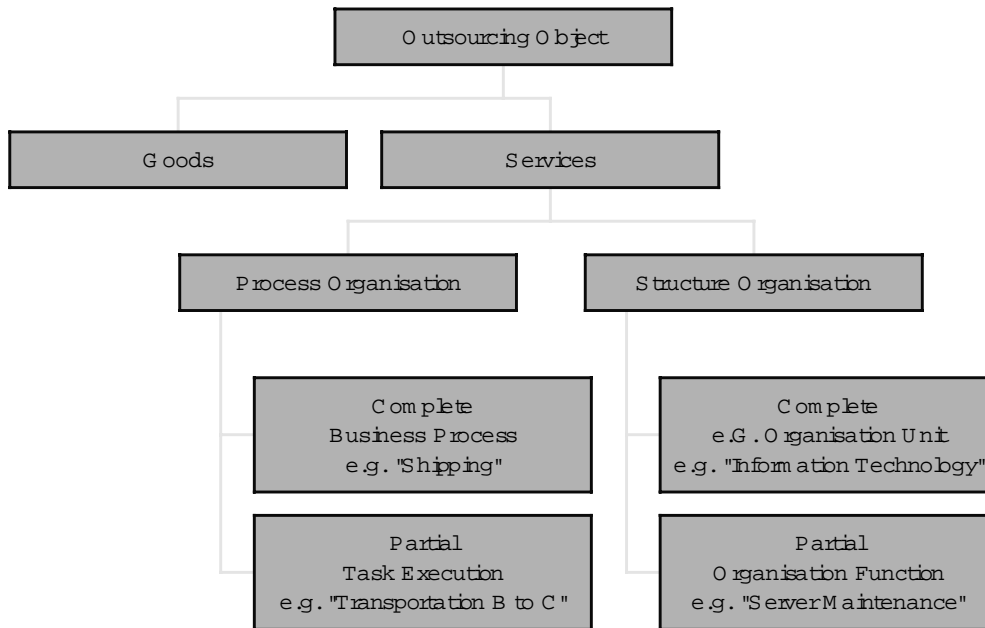 Outsourcing Object
Goods
Services
Process Organisation
Structure Organisation
Complete
Business Process
e.g. "Shipping"
Complete
e.G. Organisation Unit
e.g. "Information Technology"
Partial
Task Execution
e.g. "Transportation B to C"
Partial
Organisation Function
e.g. "Server Maintenance"